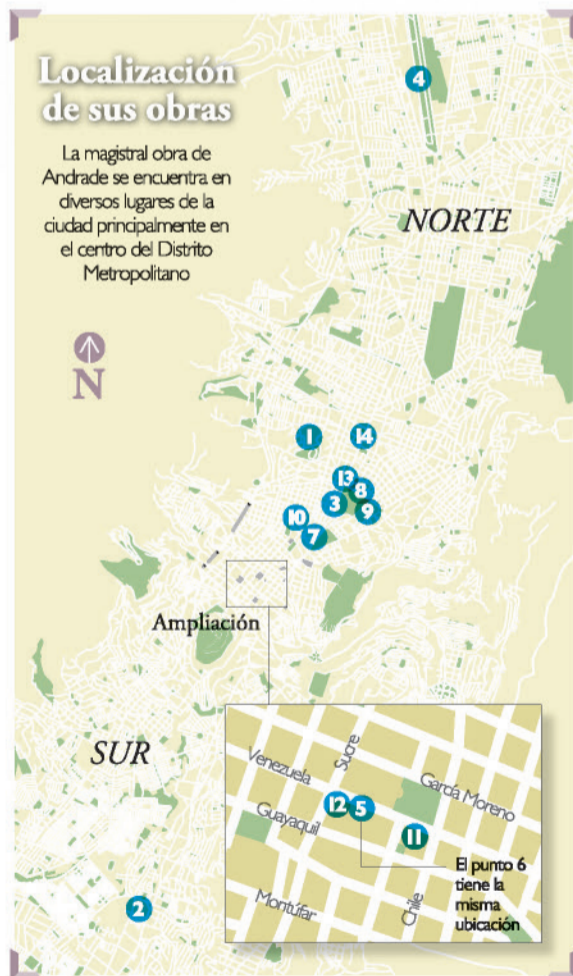 Localización
de sus obras
La magistral obra de
Andrade se encuentra en
diversos lugares de la
ciudad principalmente en
el centro del Distrito
Metropolitano
4
NORTE
N
1
14
13
8
3
9
10
7
Ampliación
SUR
2
Sucre
Venezuela
García Moreno
12
5
Guayaquil
11
El punto 6
tiene la
misma
ubicación
Chile
Montúfar